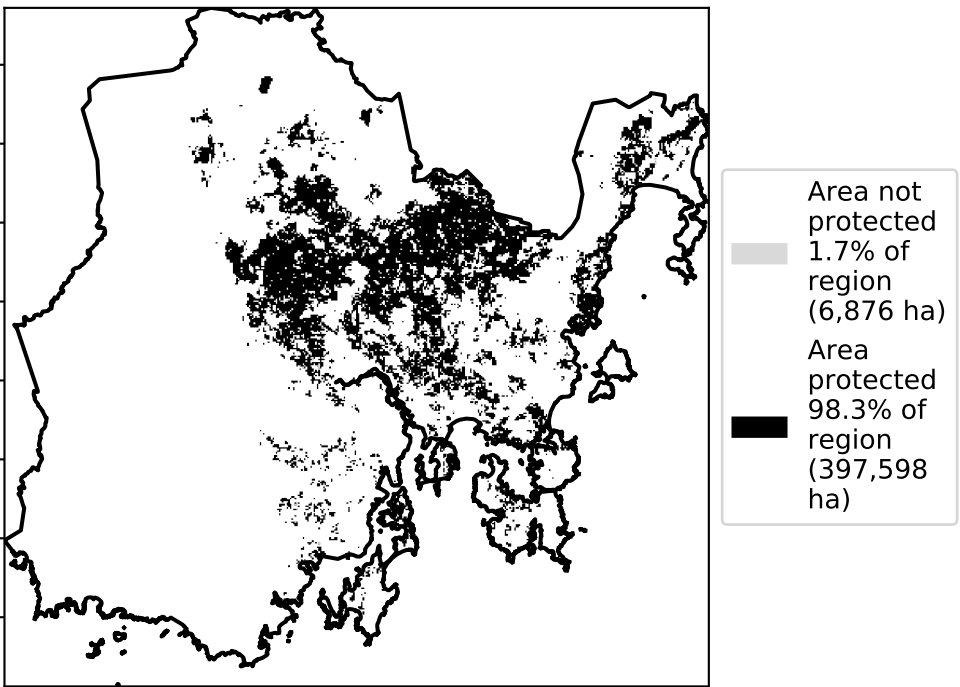 Area not
protected
1.7% of
region
(6,876 ha)
Area
protected
98.3% of
region
(397,598
ha)